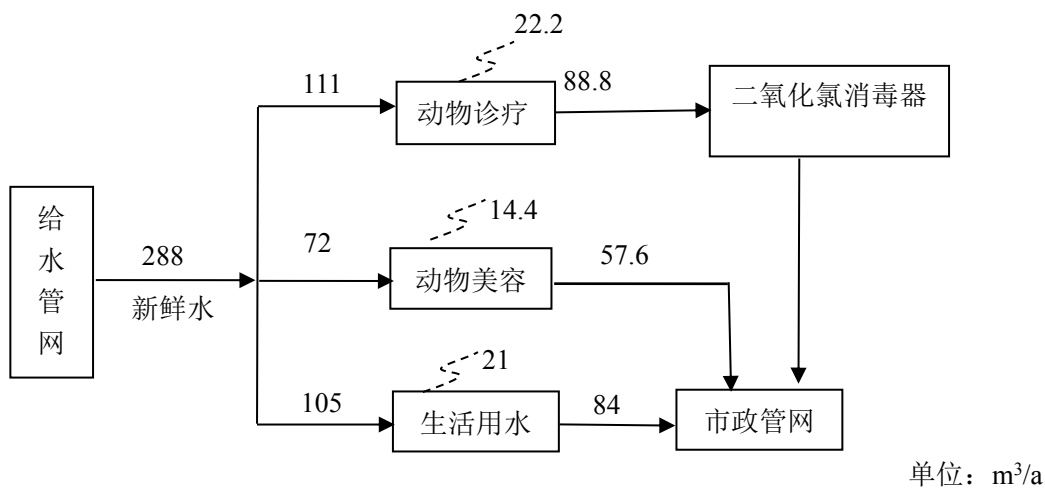 22.2
111
动物诊疗
88.8
二氧化氯消毒器
给
水
管
网
288
新鲜水
72
14.4
动物美容
57.6
105
21
生活用水
84
市政管网
单位：m³/a